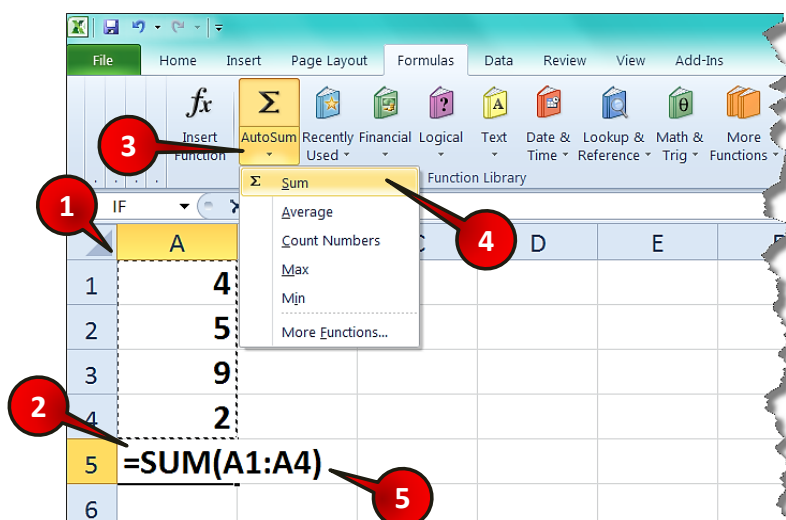 File Home Insert Page Layout Formulas Data Review View Add-Ins
fx Σ ? A θ
Insert Function
AutoSum
Recently Used
Financial
Logical
Text
Date & Time
Lookup & Reference
Math & Trig
More Functions
Function Library
3
Σ Sum
Average
Count Numbers
Max
Min
More Functions...
4
1
IF
A C D E
1 4
2 5
3 9
4 2
2
5 =SUM(A1:A4)
5
6